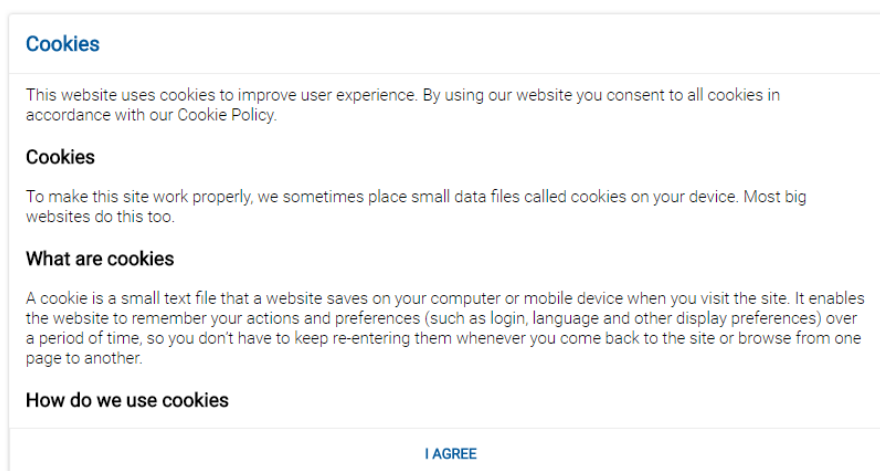 Cookies
This website uses cookies to improve user experience. By using our website you consent to all cookies in
accordance with our Cookie Policy.
Cookies
To make this site work properly, we sometimes place small data files called cookies on your device. Most big
websites do this too.
What are cookies
A cookie is a small text file that a website saves on your computer or mobile device when you visit the site. It enables
the website to remember your actions and preferences (such as login, language and other display preferences) over
a period of time, so you don't have to keep re-entering them whenever you come back to the site or browse from one
page to another.
How do we use cookies
I AGREE